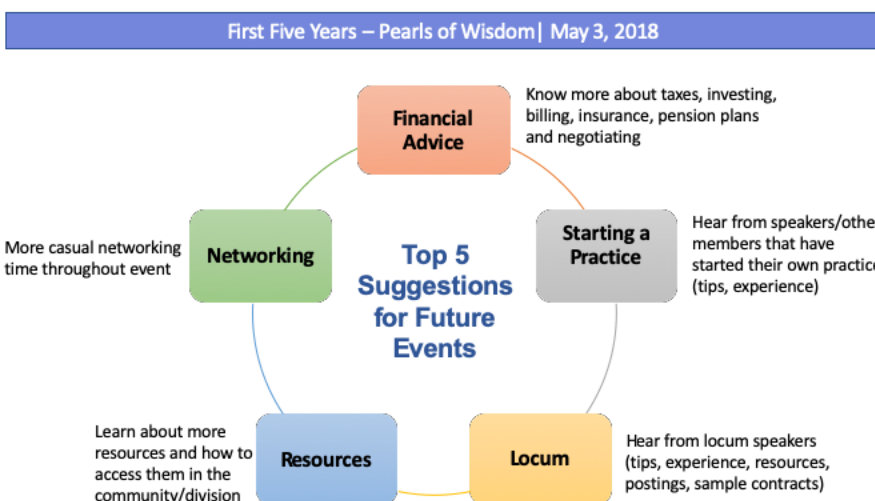 First Five Years – Pearls of Wisdom| May 3, 2018
Financial
Advice
Know more about taxes, investing,
billing, insurance, pension plans
and negotiating
Starting a
Practice
Hear from speakers/othe
members that have
started their own practice
(tips, experience)
Networking
More casual networking
time throughout event
Top 5
Suggestions
for Future
Events
Learn about more
resources and how to
access them in the
community/division
Resources
Locum
Hear from locum speakers
(tips, experience, resources,
postings, sample contracts)